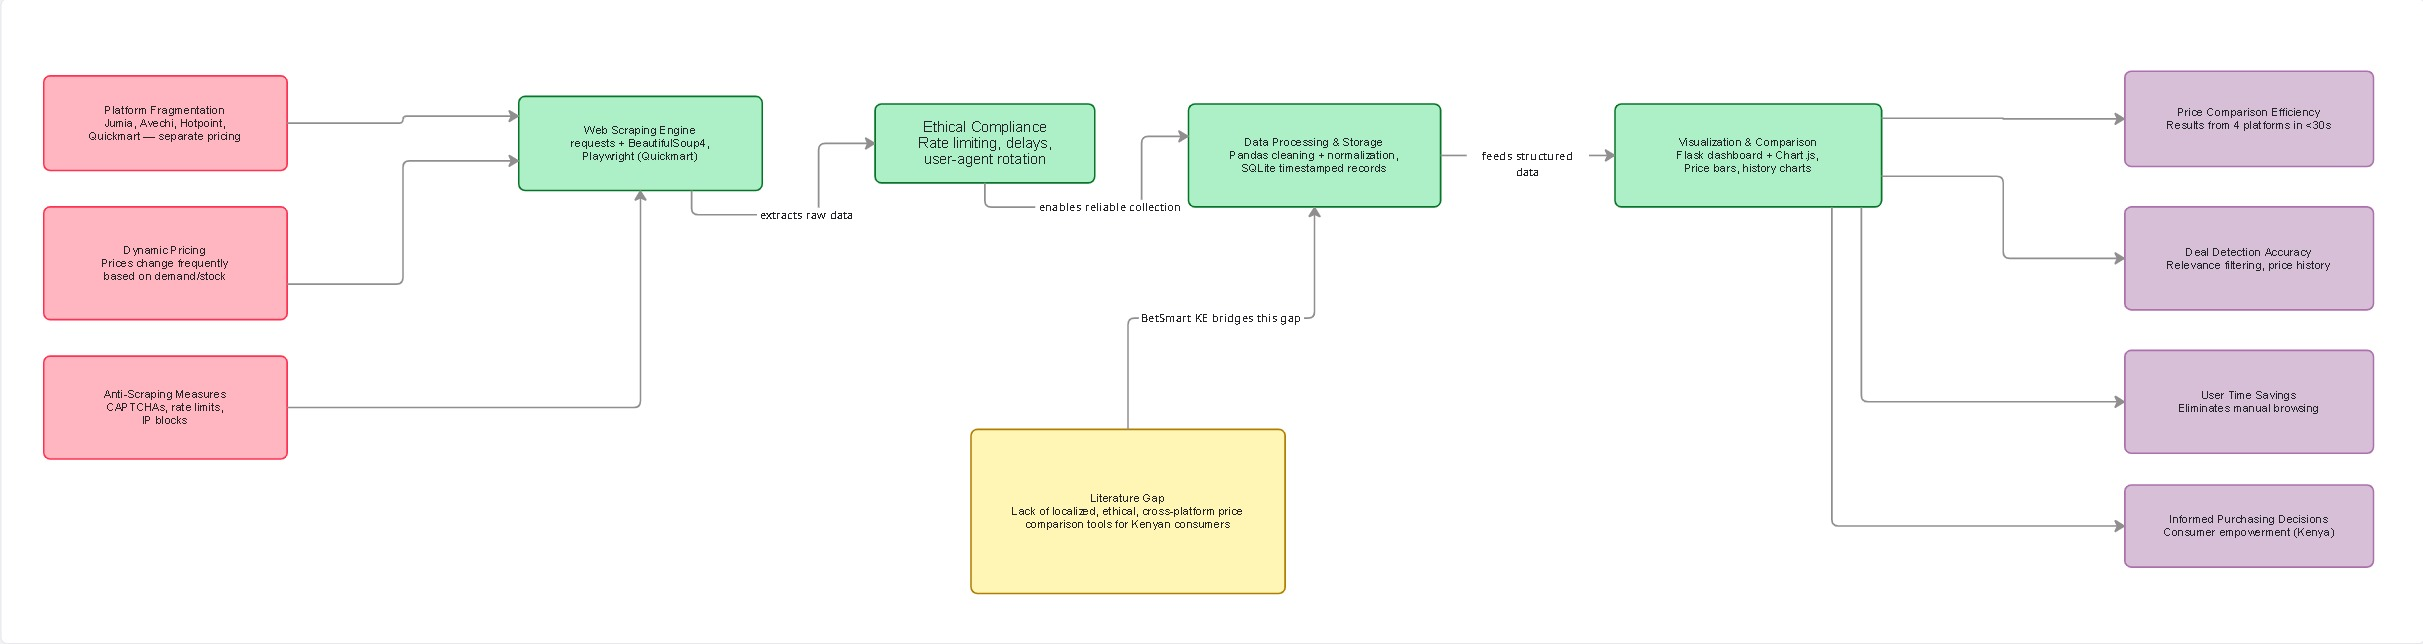 Platform Fragmentation
Jumia, Avechi, Hotpoint,
Quickmart — separate pricing
Dynamic Pricing
Prices change frequently
based on demand/stock
Anti-Scraping Measures
CAPTCHAs, rate limits,
IP blocks
Web Scraping Engine
requests + BeautifulSoup4,
Playwright (Quickmart)
extracts raw data
Ethical Compliance
Rate limiting, delays,
user-agent rotation
enables reliable collection
Data Processing & Storage
Pandas cleaning + normalization,
SQLite timestamped records
BetSmart KE bridges this gap
Literature Gap
Lack of localized, ethical, cross-platform price
comparison tools for Kenyan consumers
feeds structured
data
Visualization & Comparison
Flask dashboard + Chart.js,
Price bars, history charts
Price Comparison Efficiency
Results from 4 platforms in <30s
Deal Detection Accuracy
Relevance filtering, price history
User Time Savings
Eliminates manual browsing
Informed Purchasing Decisions
Consumer empowerment (Kenya)